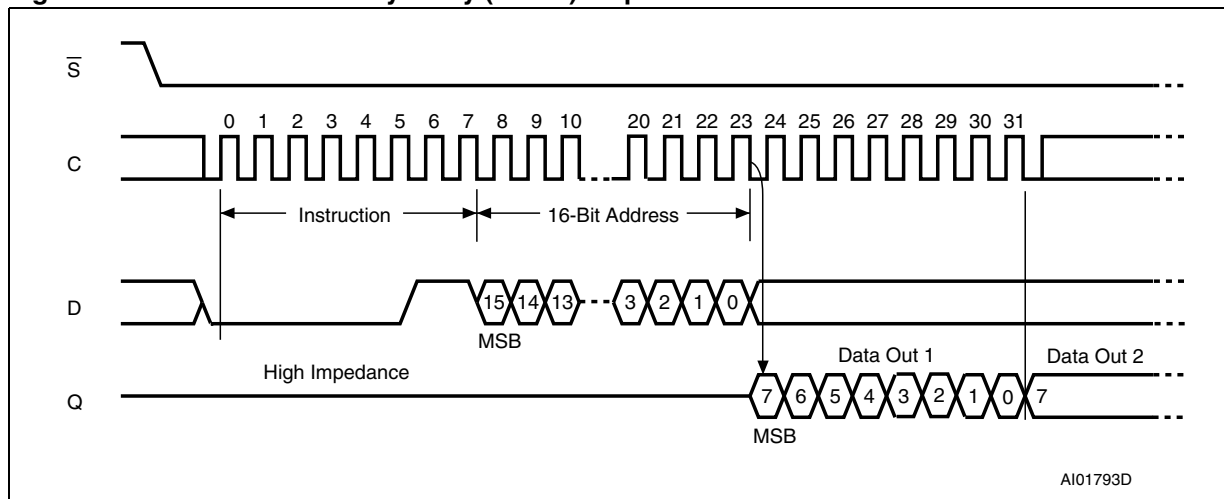 S
0 1 2 3 4 5 6 7 8 9 10 20 21 22 23 24 25 26 27 28 29 30 31
C
Instruction 16-Bit Address
D
15 14 13 3 2 1 0
MSB
High Impedance Data Out 1 Data Out 2
Q
7 6 5 4 3 2 1 0 7
MSB
AI01793D